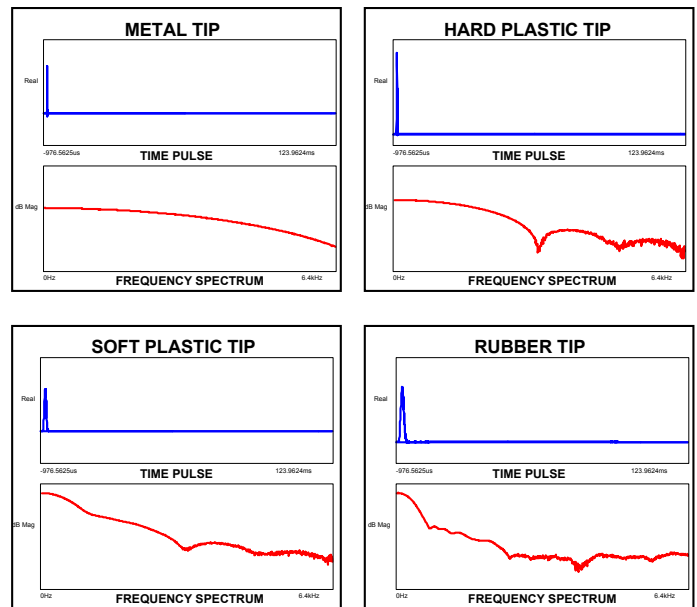 METAL TIP
Real
-976.5625us TIME PULSE 123.9624ms
dB Mag
0Hz FREQUENCY SPECTRUM 6.4kHz
HARD PLASTIC TIP
Real
-976.5625us TIME PULSE 123.9624ms
dB Mag
0Hz FREQUENCY SPECTRUM 6.4kHz
SOFT PLASTIC TIP
Real
-976.5625us TIME PULSE 123.9624ms
dB Mag
0Hz FREQUENCY SPECTRUM 6.4kHz
RUBBER TIP
Real
-976.5625us TIME PULSE 123.9624ms
dB Mag
0Hz FREQUENCY SPECTRUM 6.4kHz